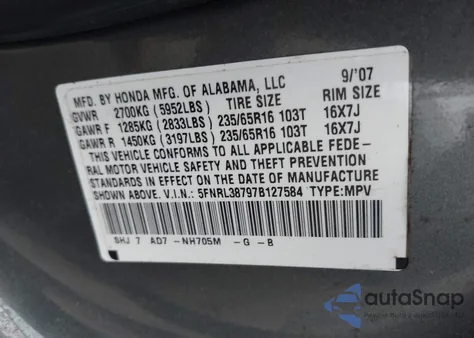 MFD. BY HONDA MFG. OF ALABAMA, LLC 9/'07
GVWR 2700KG (5952LBS) TIRE SIZE RIM SIZE
GAWR F 1285KG (2833LBS) 235/65R16 103T 16X7J
GAWR R 1450KG (3197LBS) 235/65R16 103T 16X7J
THIS VEHICLE CONFORMS TO ALL APPLICABLE FEDE-
RAL MOTOR VEHICLE SAFETY AND THEFT PREVENTION
STANDARDS IN EFFECT ON THE DATE OF MANUFACTURE
SHOWN ABOVE. V.I.N.: 5FNRL38797B127584 TYPE:MPV
SHJ 7 AD7 -NH705M -G -B
autoSnap